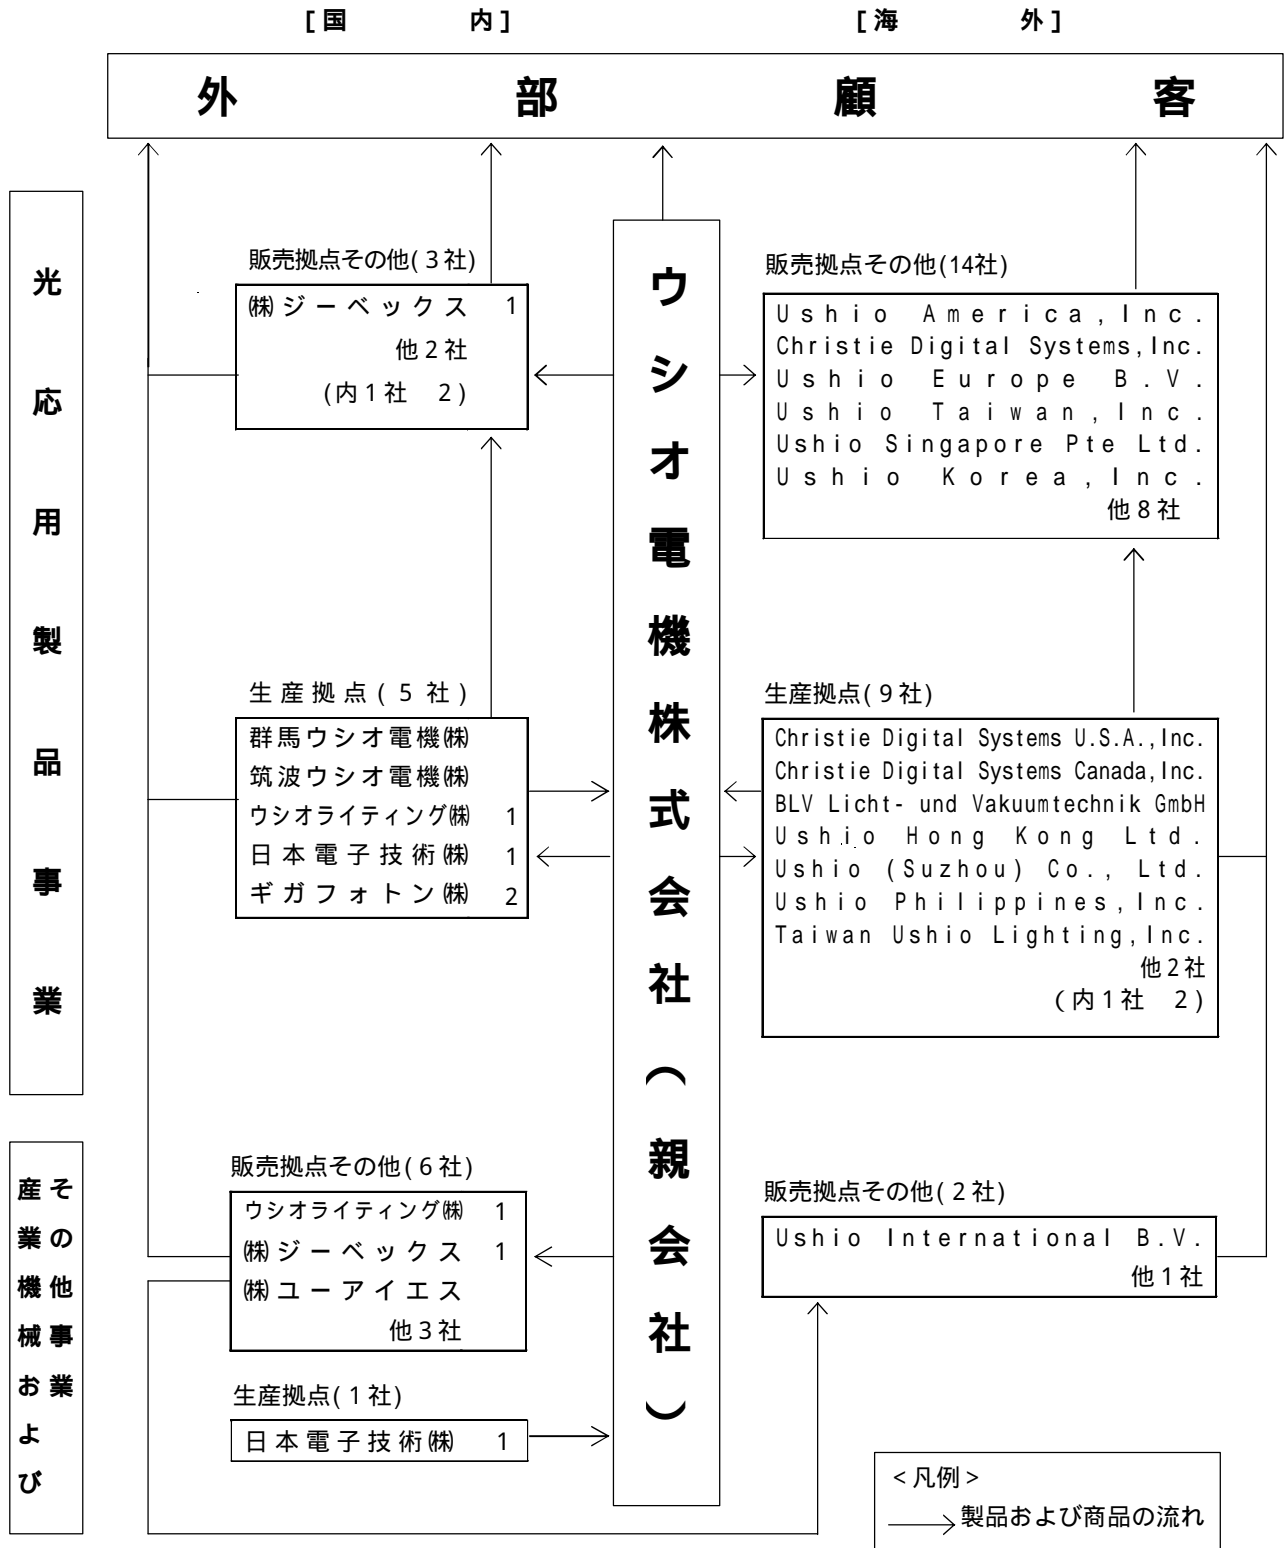 [国　　内]
[海　　外]
外部顧客
光応用製品事業
販売拠点その他(3社)
㈱ジーベックス 1
他2社
(内1社 2)
生産拠点(5社)
群馬ウシオ電機㈱
筑波ウシオ電機㈱
ウシオライティング㈱ 1
日本電子技術㈱ 1
ギガフォトン㈱ 2
ウシオ電機株式会社(親会社)
販売拠点その他(14社)
Ushio America,Inc.
Christie Digital Systems,Inc.
Ushio Europe B.V.
Ushio Taiwan,Inc.
Ushio Singapore Pte Ltd.
Ushio Korea,Inc.
他8社
生産拠点(9社)
Christie Digital Systems U.S.A.,Inc.
Christie Digital Systems Canada,Inc.
BLV Licht- und Vakuumtechnik GmbH
Ushio Hong Kong Ltd.
Ushio (Suzhou) Co., Ltd.
Ushio Philippines,Inc.
Taiwan Ushio Lighting,Inc.
他2社
(内1社 2)
産業機械および
その他事業
販売拠点その他(6社)
ウシオライティング㈱ 1
㈱ジーベックス 1
㈱ユーアイエス
他3社
生産拠点(1社)
日本電子技術㈱ 1
販売拠点その他(2社)
Ushio International B.V.
他1社
<凡例>
→製品および商品の流れ